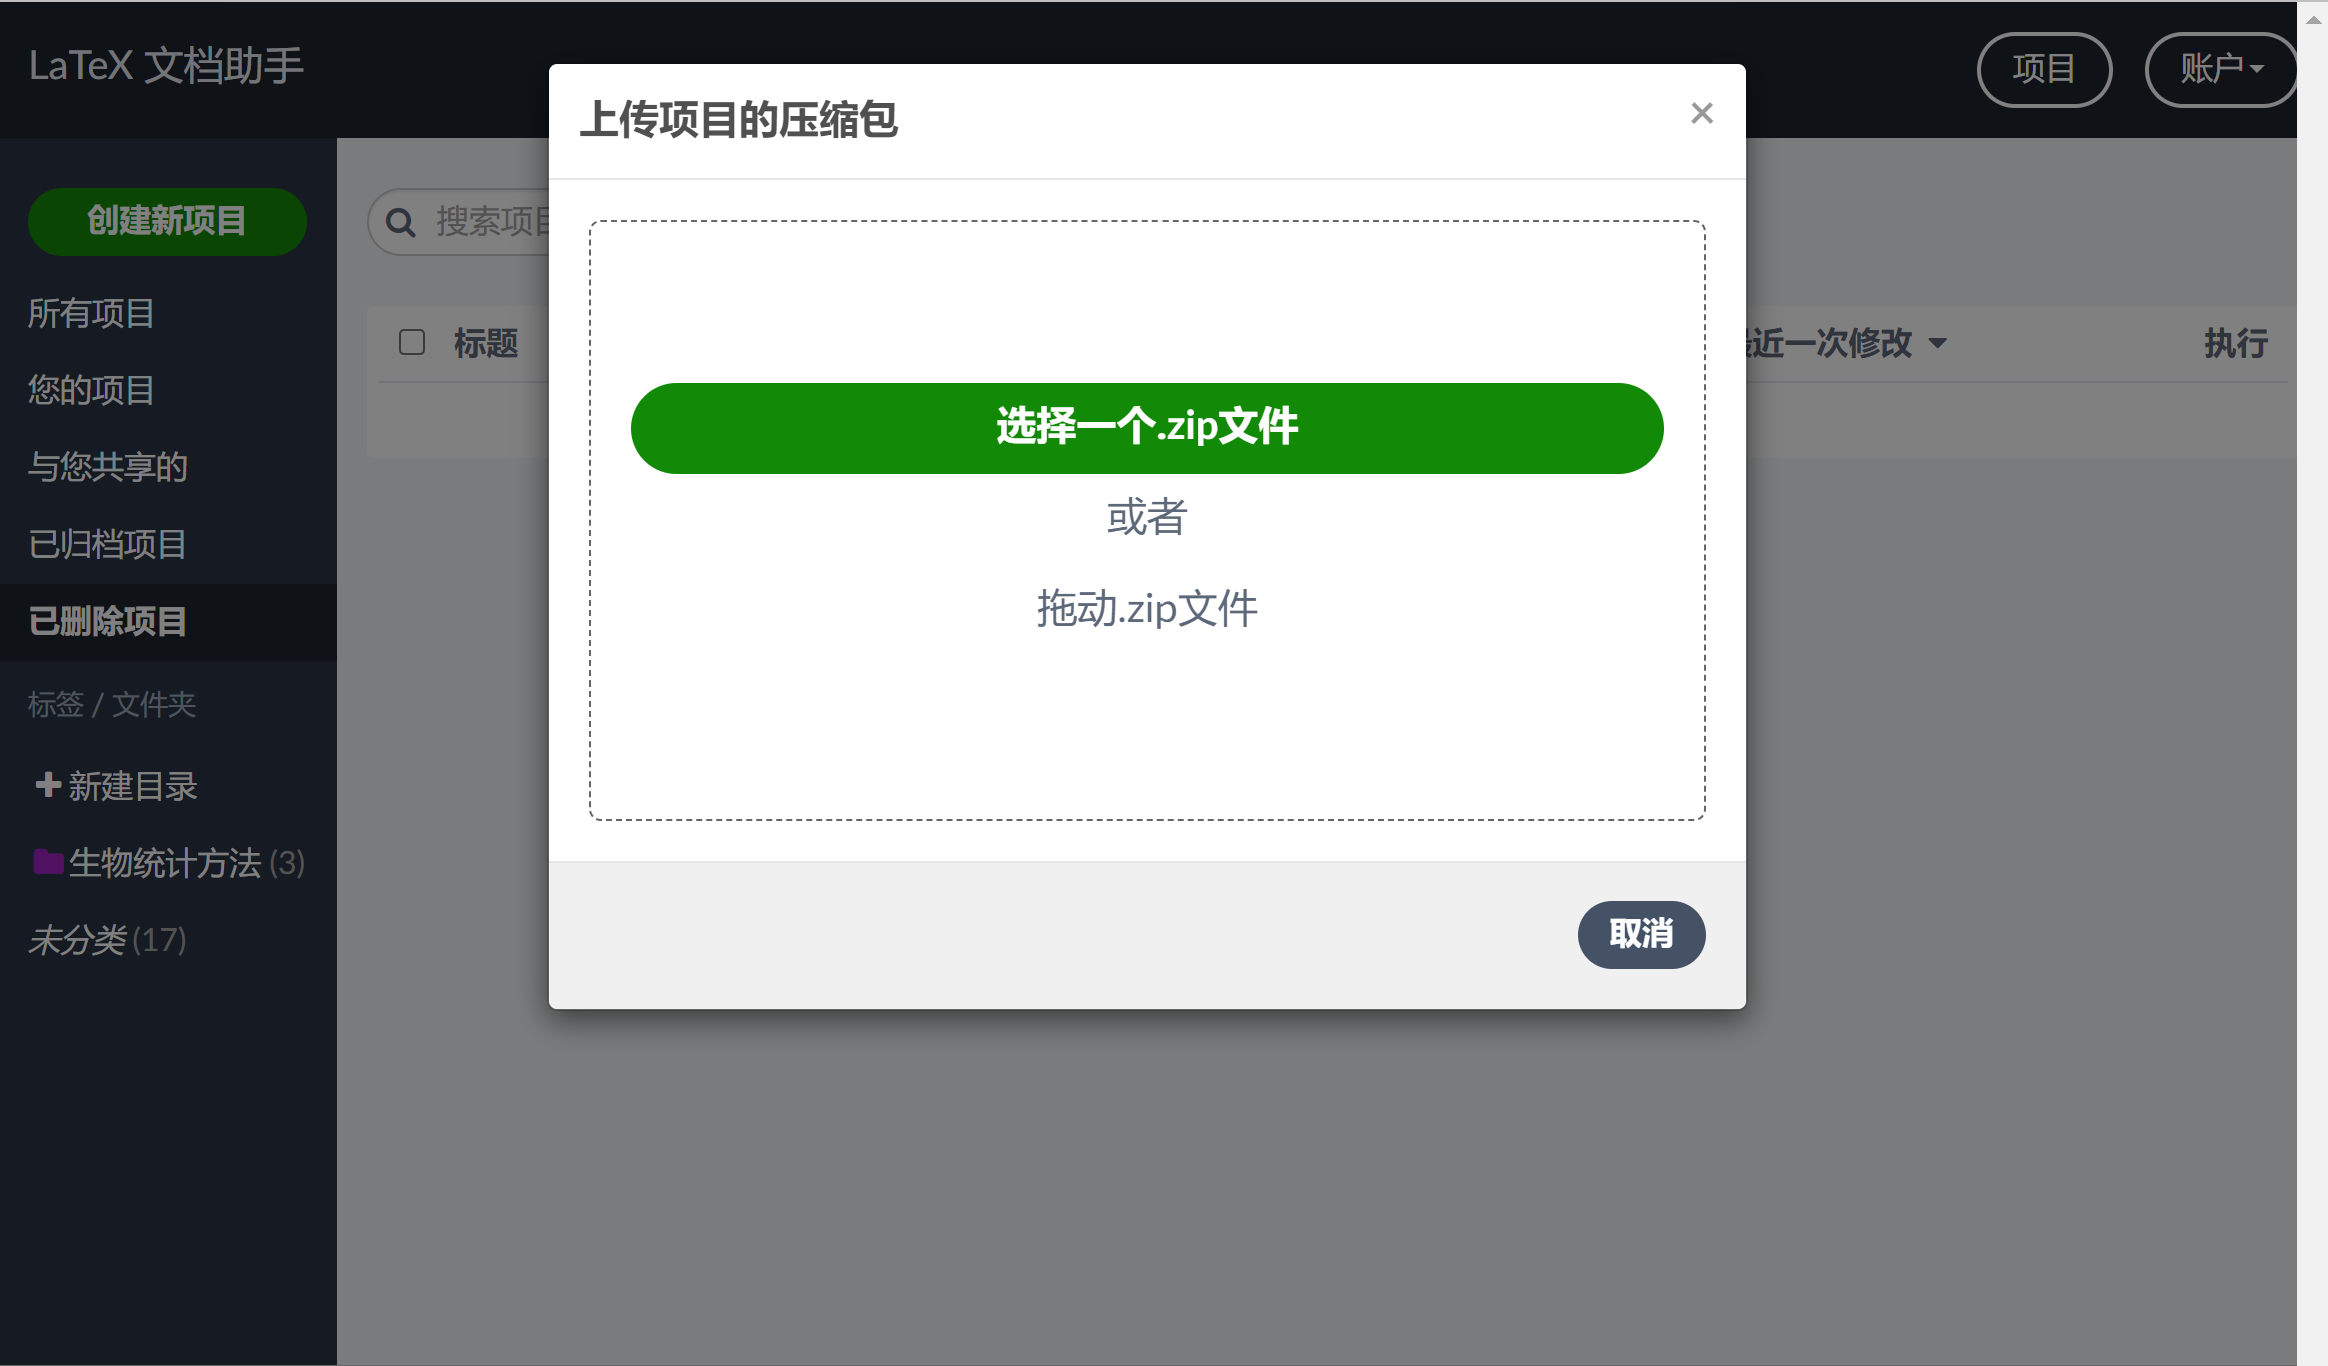 LaTeX 文档助手
项目
账户
上传项目的压缩包
×
创建新项目
搜索项目
所有项目
标题
最近一次修改
执行
您的项目
选择一个.zip文件
与您共享的
或者
已归档项目
拖动.zip文件
已删除项目
标签 / 文件夹
新建目录
生物统计方法 (3)
未分类 (17)
取消